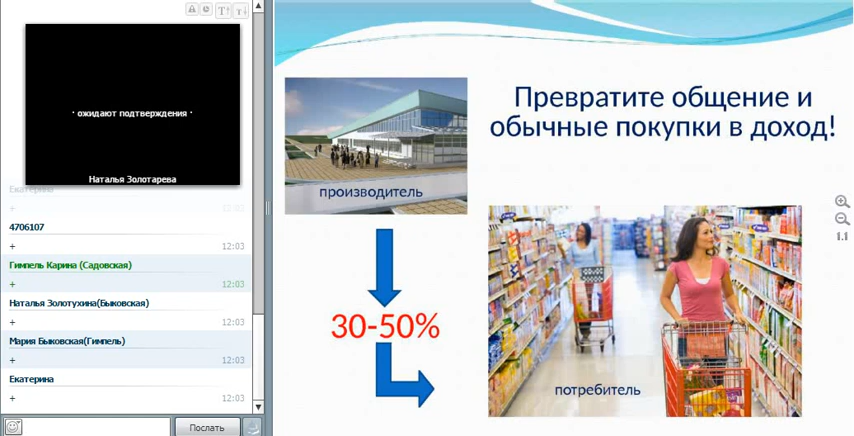 · ожидают подтверждения ·
Наталья Золотарева
Екатерина
+ 12:03
4706107
+ 12:03
Гимпель Карина (Садовская)
+ 12:03
Наталья Золотухина(Быковская)
+ 12:03
Мария Быковская(Гимпель)
+ 12:03
Екатерина
+ 12:03
Послать
Превратите общение и
обычные покупки в доход!
производитель
30-50%
потребитель
1:1